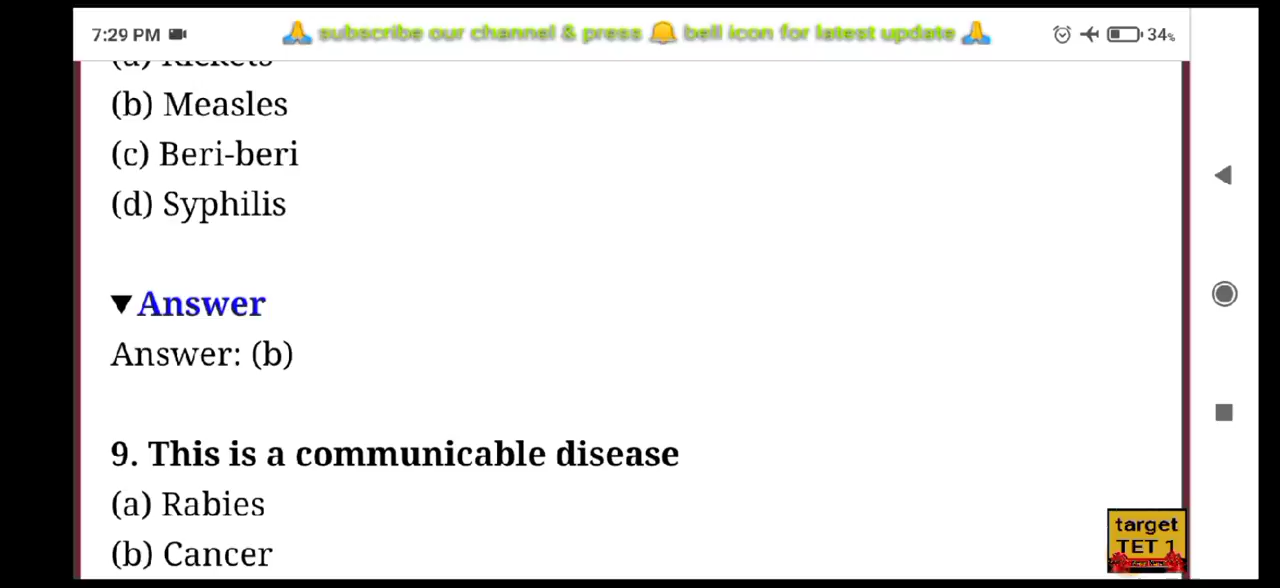 7:29 PM
🙏 subscribe our channel & press 🔔 bell icon for latest update 🙏
34%
(a) Rickets
(b) Measles
(c) Beri-beri
(d) Syphilis
▼Answer
Answer: (b)
9. This is a communicable disease
(a) Rabies
(b) Cancer
target
TET 1